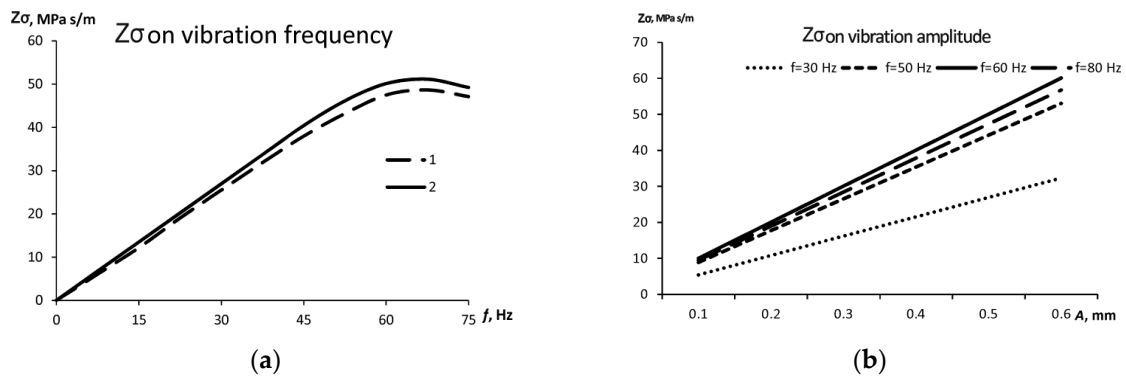 Zσ, MPa s/m
Zσ on vibration frequency
60
50
40
30
20
10
0
1
2
0 15 30 45 60 75
f, Hz
(a)
Zσ, MPa s/m
Zσ on vibration amplitude
f=30 Hz f=50 Hz f=60 Hz f=80 Hz
70
60
50
40
30
20
10
0
0.1 0.2 0.3 0.4 0.5 0.6 A, mm
(b)